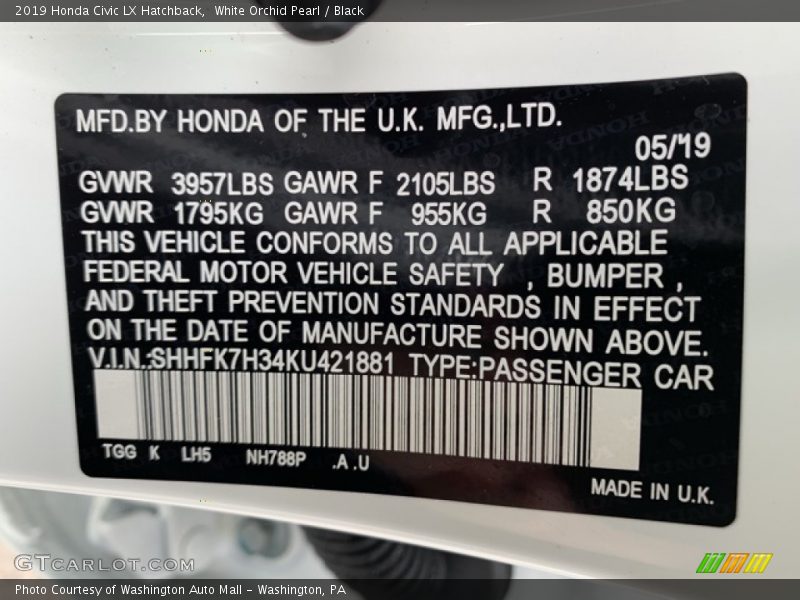 2019 Honda Civic LX Hatchback, White Orchid Pearl / Black
MFD.BY HONDA OF THE U.K. MFG.,LTD.
05/'19
GVWR 3957LBS GAWR F 2105LBS R 1874LBS
GVWR 1795KG GAWR F 955KG R 850KG
THIS VEHICLE CONFORMS TO ALL APPLICABLE
FEDERAL MOTOR VEHICLE SAFETY , BUMPER ,
AND THEFT PREVENTION STANDARDS IN EFFECT
ON THE DATE OF MANUFACTURE SHOWN ABOVE.
V.I.N.:SHHFK7H34KU421881 TYPE:PASSENGER CAR
TGG K LH5 NH788P .A .U
MADE IN U.K.
GTCARLOT.COM
Photo Courtesy of Washington Auto Mall - Washington, PA